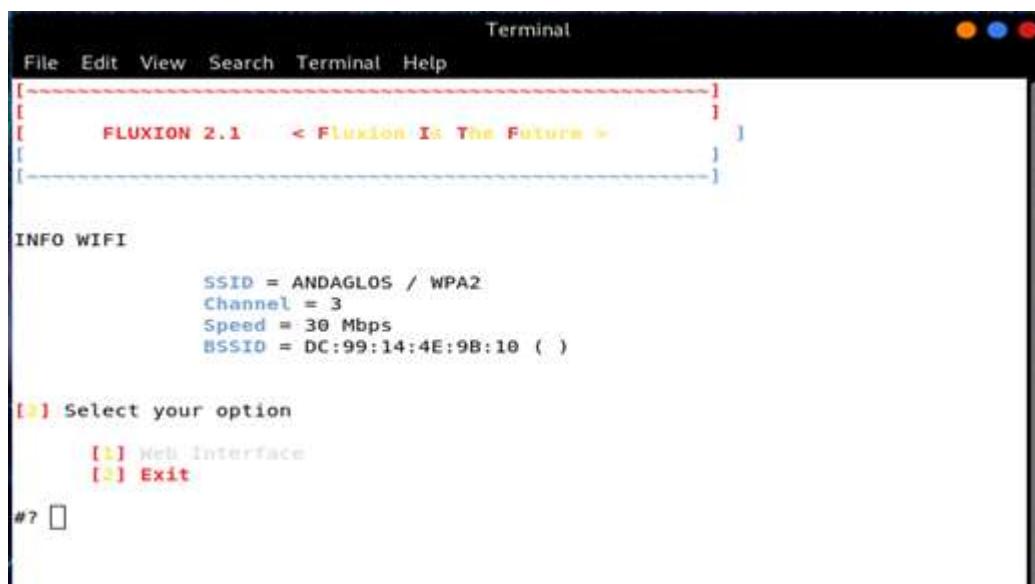 Terminal
File Edit View Search Terminal Help
[~~~~~~~~~~~~~~~~~~~~~~~~~~~~~~~~~~~~~~~~~~~~~~~~~~~~~~]
[ ]
[ FLUXION 2.1 < Fluxion Is The Future > ]
[ ]
[~~~~~~~~~~~~~~~~~~~~~~~~~~~~~~~~~~~~~~~~~~~~~~~~~~~~~~]
INFO WIFI
SSID = ANDAGLOS / WPA2
Channel = 3
Speed = 30 Mbps
BSSID = DC:99:14:4E:9B:10 ( )
[2] Select your option
[1] Web Interface
[2] Exit
#?